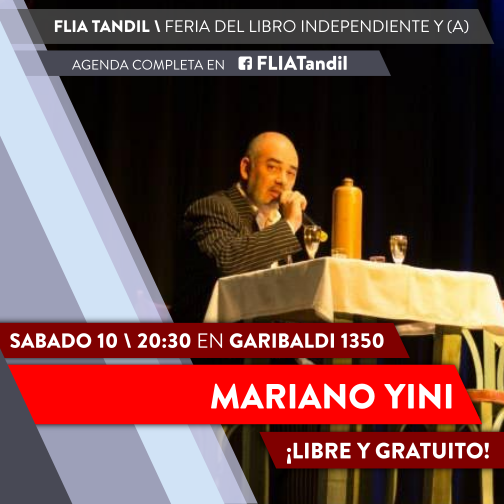 FLIA TANDIL \ FERIA DEL LIBRO INDEPENDIENTE Y (A)
AGENDA COMPLETA EN FLIATandil
SABADO 10 \ 20:30 EN GARIBALDI 1350
MARIANO YINI
¡LIBRE Y GRATUITO!